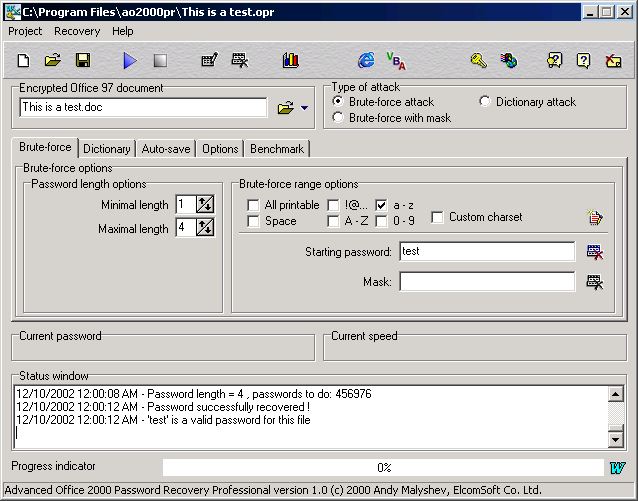 C:\Program Files\ao2000pr\This is a test.opr
Project Recovery Help
VBA
Encrypted Office 97 document
This is a test.doc
Type of attack
Brute-force attack
Dictionary attack
Brute-force with mask
Brute-force Dictionary Auto-save Options Benchmark
Brute-force options
Password length options
Minimal length 1
Maximal length 4
Brute-force range options
All printable !@... a - z
Space A - Z 0 - 9 Custom charset
Starting password: test
Mask:
Current password
Current speed
Status window
12/10/2002 12:00:08 AM - Password length = 4 , passwords to do: 456976
12/10/2002 12:00:12 AM - Password successfully recovered !
12/10/2002 12:00:12 AM - 'test' is a valid password for this file
Progress indicator 0% W
Advanced Office 2000 Password Recovery Professional version 1.0 (c) 2000 Andy Malyshev, ElcomSoft Co. Ltd.